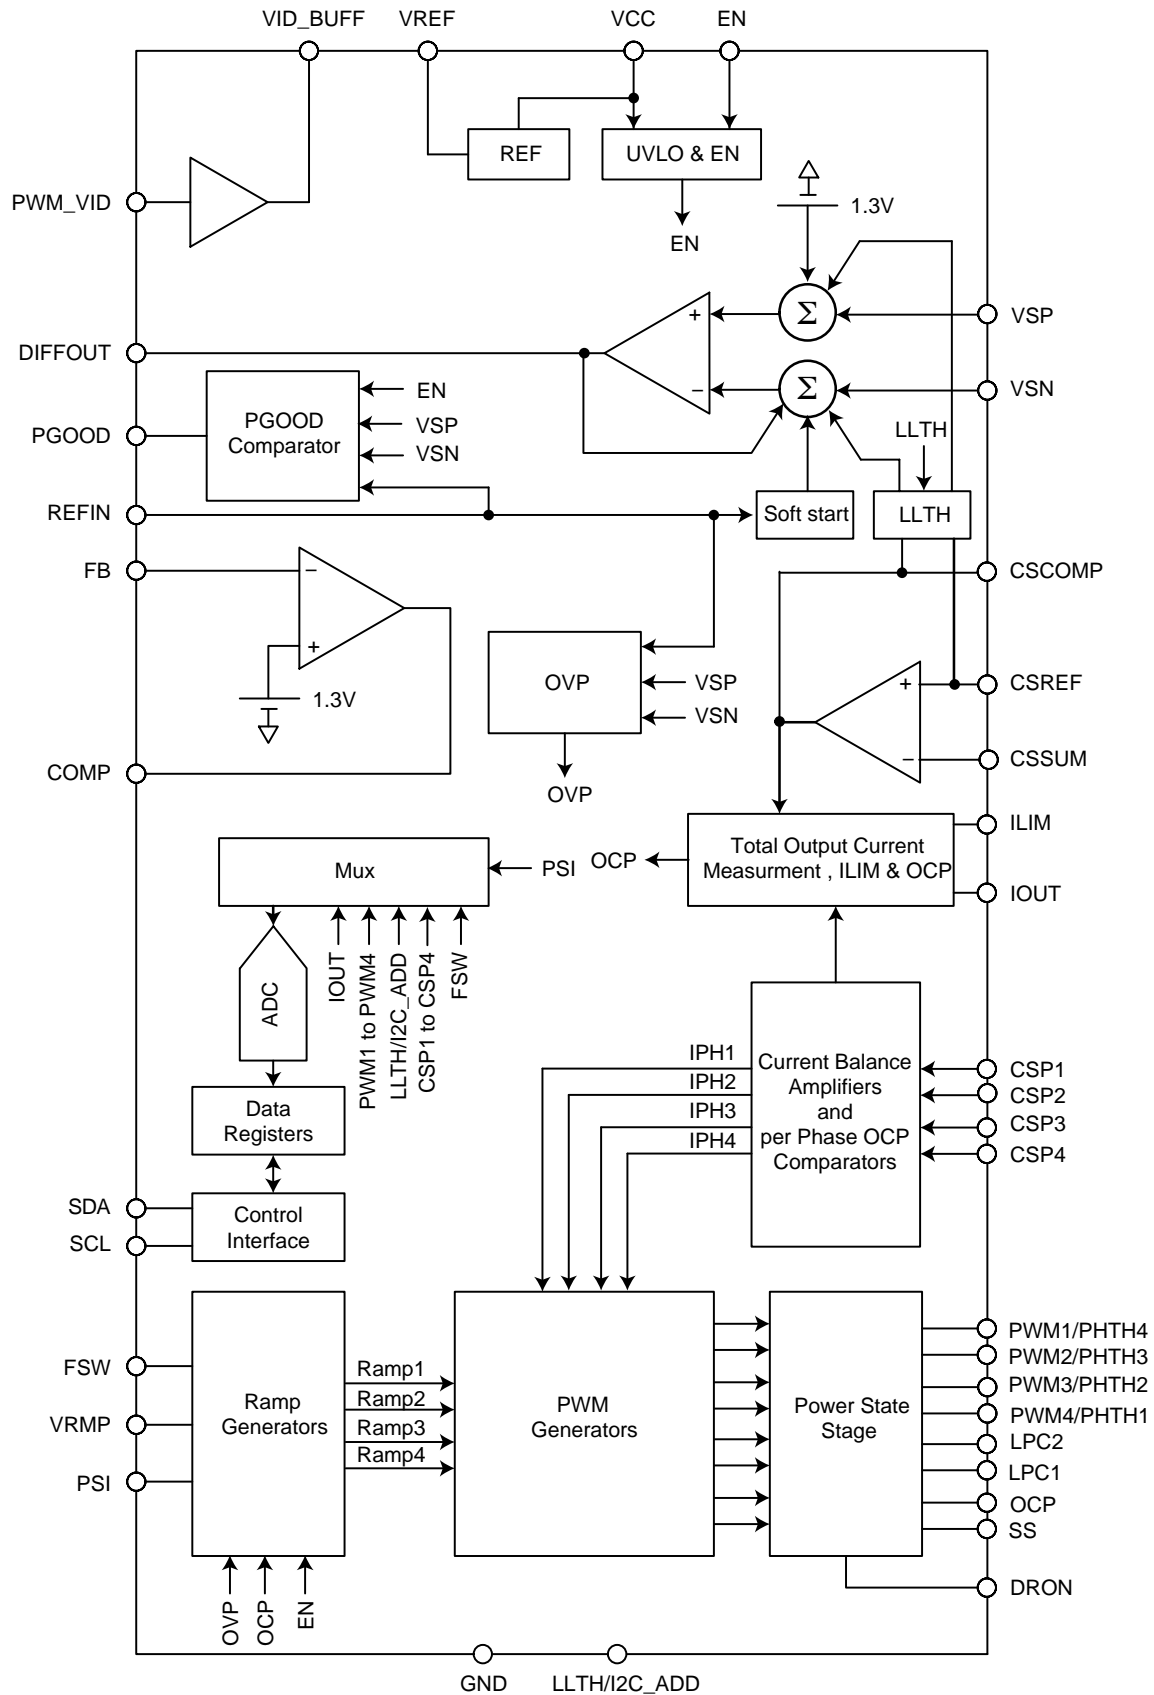 VID_BUFF
VREF
VCC
EN
REF
UVLO & EN
PWM_VID
1.3V
EN
Σ
VSP
+
DIFFOUT
−
Σ
VSN
EN
PGOOD
Comparator
VSP
VSN
PGOOD
LLTH
REFIN
Soft start
LLTH
FB
−
CSCOMP
+
1.3V
OVP
VSP
VSN
+
CSREF
−
CSSUM
COMP
OVP
ILIM
Total Output Current
Measurment , ILIM & OCP
OCP
Mux
PSI
IOUT
ADC
IOUT
PWM1 to PWM4
LLTH/I2C_ADD
CSP1 to CSP4
FSW
IPH1
IPH2
IPH3
IPH4
Current Balance
Amplifiers
and
per Phase OCP
Comparators
CSP1
CSP2
CSP3
CSP4
Data
Registers
SDA
SCL
Control
Interface
FSW
VRMP
PSI
Ramp
Generators
Ramp1
Ramp2
Ramp3
Ramp4
PWM
Generators
Power State
Stage
PWM1/PHTH4
PWM2/PHTH3
PWM3/PHTH2
PWM4/PHTH1
LPC2
LPC1
OCP
SS
DRON
OVP
OCP
EN
GND
LLTH/I2C_ADD